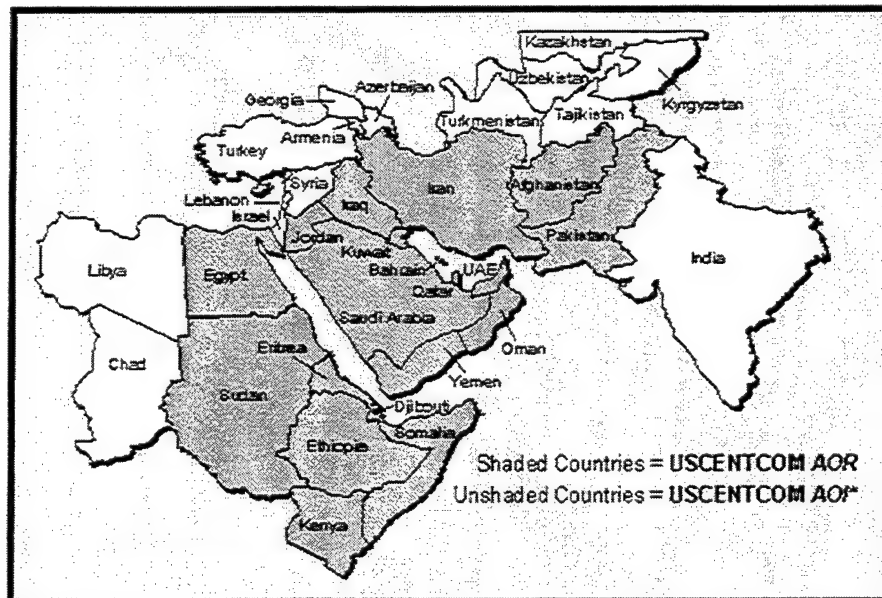 Kazakhstan
Uzbekistan
Azerbaijan
Kyrgyzstan
Georgia
Turkmenistan
Tajikistan
Armenia
Turkey
Syria
Iran
Afghanistan
Lebanon
Iraq
Israel
Jordan
Pakistan
Kuwait
Libya
Egypt
Bahrain
UAE
India
Qatar
Saudi Arabia
Oman
Eritrea
Chad
Yemen
Sudan
Djibouti
Somalia
Ethiopia
Shaded Countries = USCENTCOM AOR
Unshaded Countries = USCENTCOM AOI*
Kenya